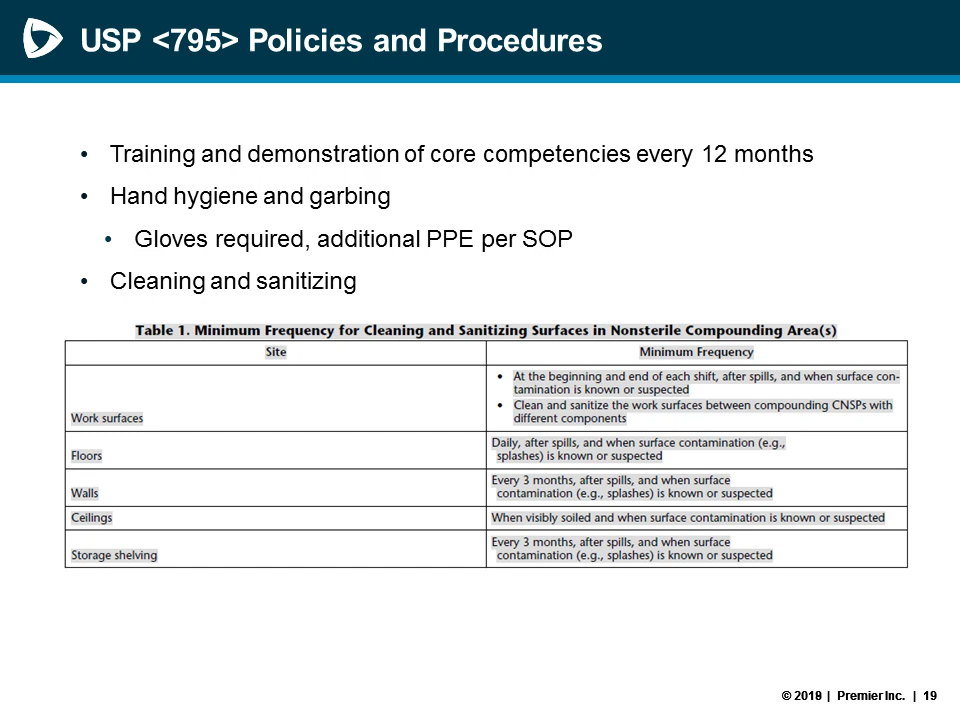 USP <795> Policies and Procedures
• Training and demonstration of core competencies every 12 months
• Hand hygiene and garbing
• Gloves required, additional PPE per SOP
• Cleaning and sanitizing
Table 1. Minimum Frequency for Cleaning and Sanitizing Surfaces in Nonsterile Compounding Area(s)
Site
Minimum Frequency
Work surfaces
• At the beginning and end of each shift, after spills, and when surface con-
tamination is known or suspected
• Clean and sanitize the work surfaces between compounding CNSPs with
different components
Floors
Daily, after spills, and when surface contamination (e.g.,
splashes) is known or suspected
Walls
Every 3 months, after spills, and when surface
contamination (e.g., splashes) is known or suspected
Ceilings
When visibly soiled and when surface contamination is known or suspected
Storage shelving
Every 3 months, after spills, and when surface
contamination (e.g., splashes) is known or suspected
© | Premier Inc. | 19